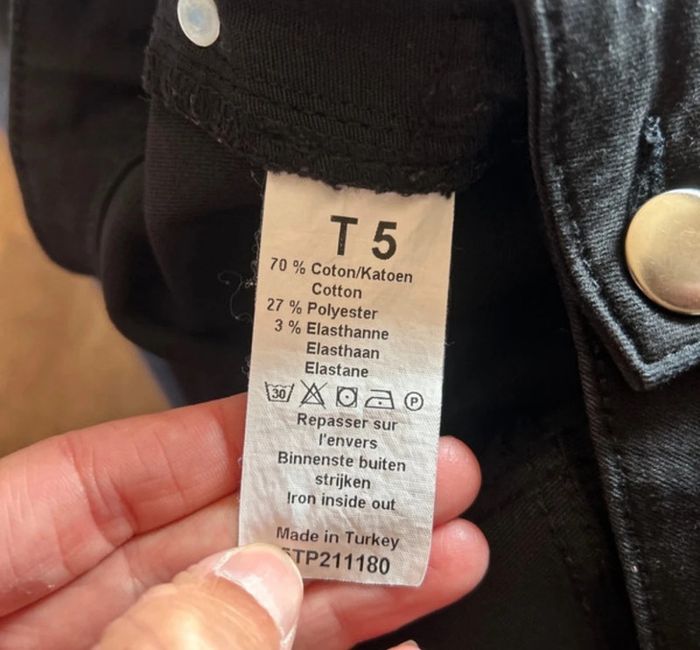 T 5
70 % Coton/Katoen
Cotton
27 % Polyester
3 % Elasthanne
Elasthaan
Elastane
30 P
Repasser sur
l'envers
Binnenste buiten
strijken
Iron inside out
Made in Turkey
5TP211180